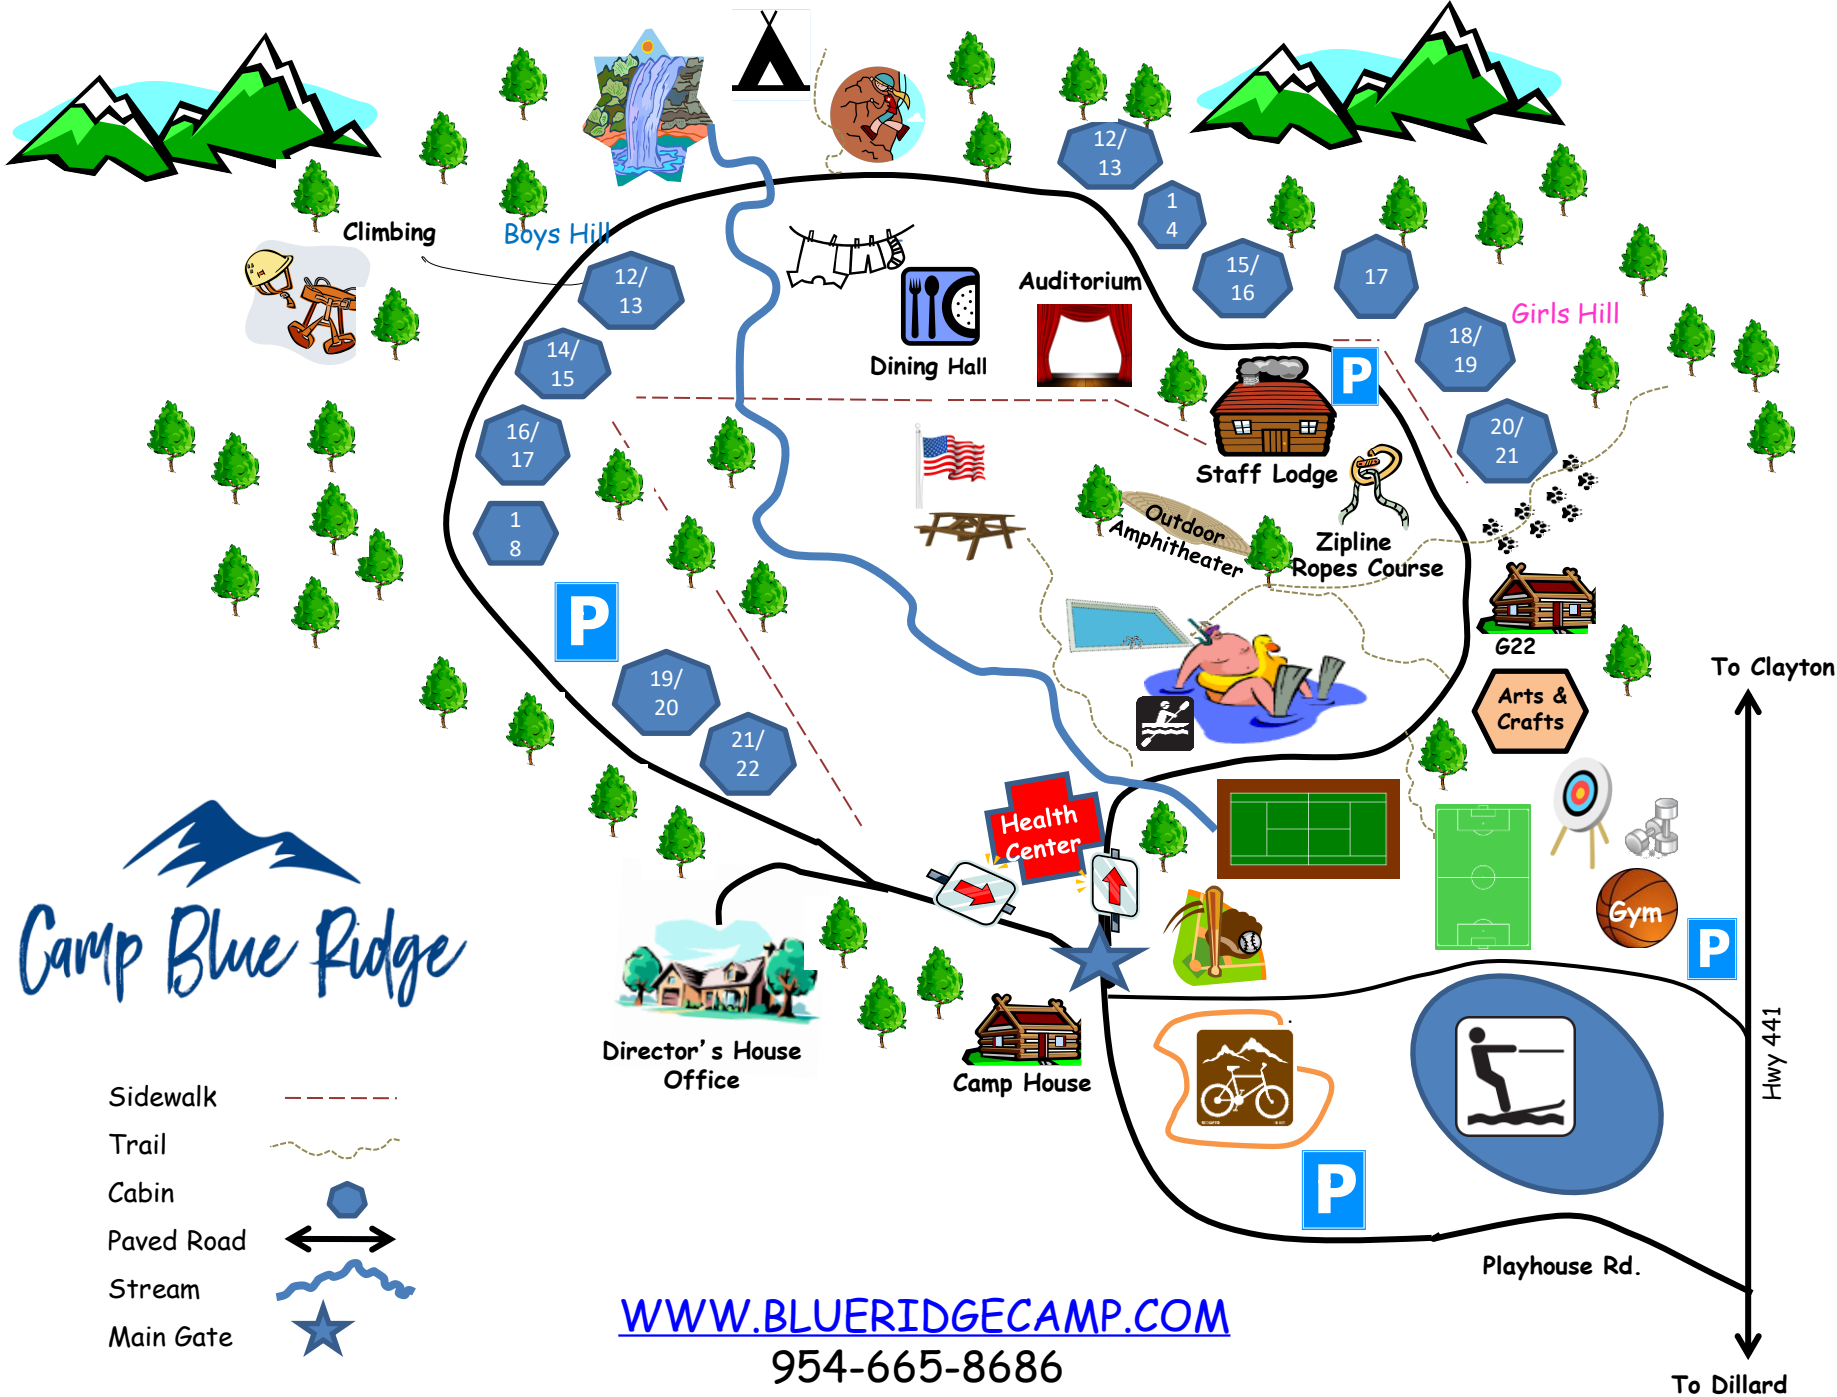 12/
13
1
4
Climbing
Boys Hill
12/
13
15/
16
17
Auditorium
Girls Hill
18/
19
14/
15
Dining Hall
P
16/
17
20/
21
Staff Lodge
1
8
Outdoor
Amphitheater
Zipline
Ropes Course
P
G22
19/
20
To Clayton
Arts &
Crafts
21/
22
Health
Center
Gym
P
Camp Blue Ridge
Director's House
Office
Camp House
Hwy 441
P
Sidewalk
Trail
Cabin
Paved Road
Stream
Main Gate
Playhouse Rd.
WWW.BLUERIDGECAMP.COM
954-665-8686
To Dillard